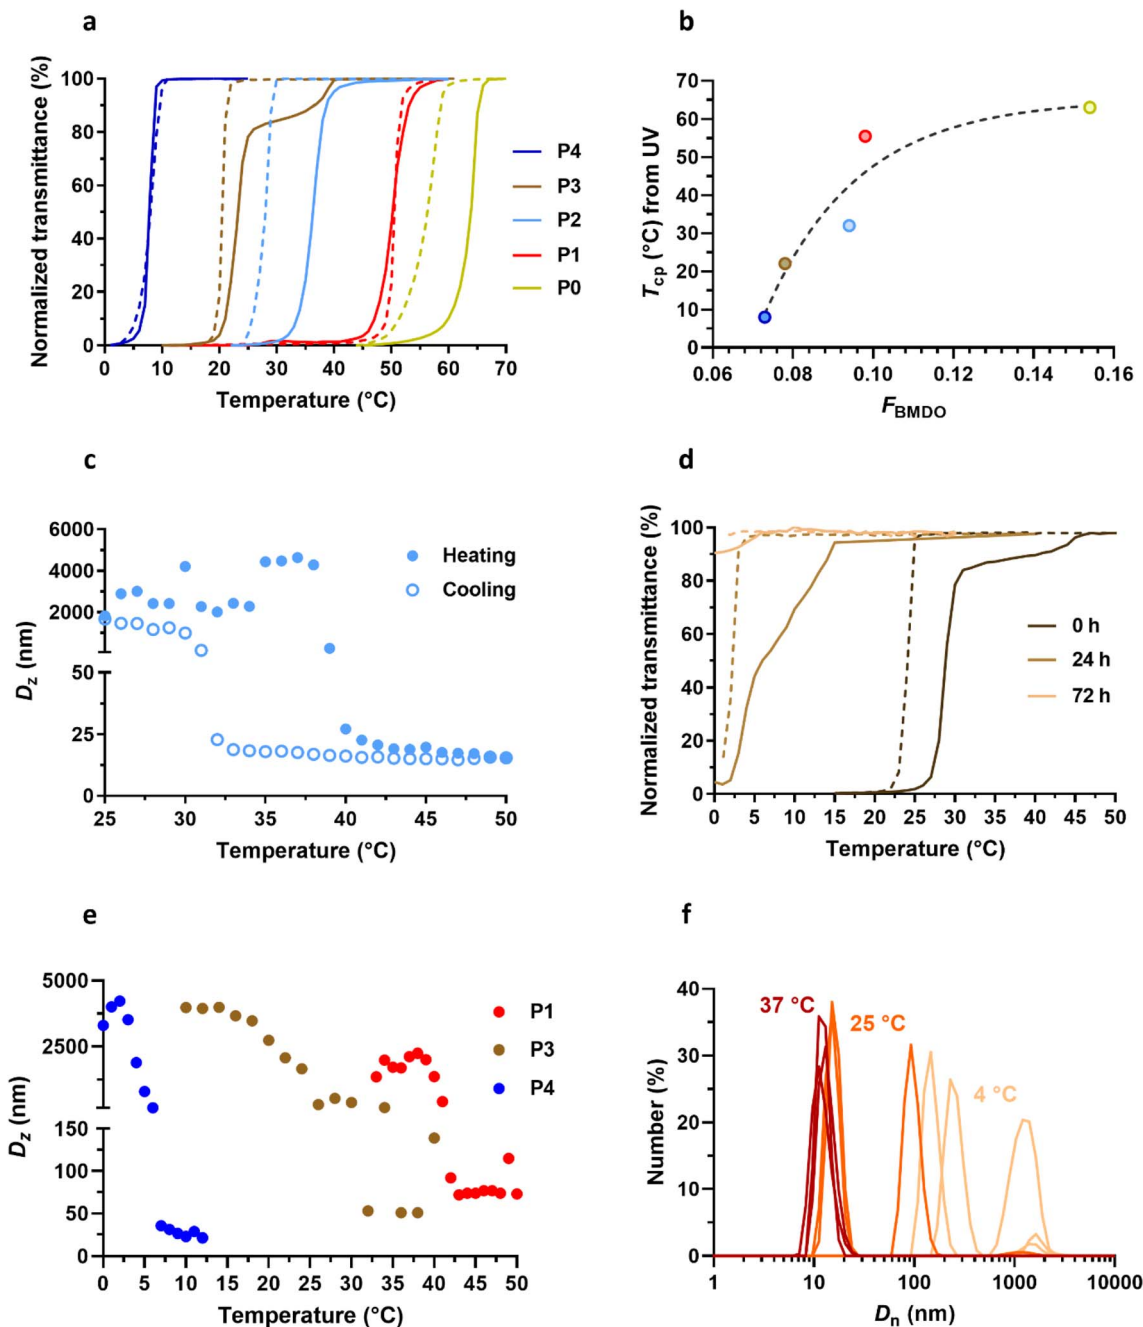 a
Normalized transmittance (%)
100
80
60
40
20
0
0 10 20 30 40 50 60 70
Temperature (°C)
P4
P3
P2
P1
P0
b
T_cp (°C) from UV
70
60
50
40
30
20
10
0
0.06 0.08 0.10 0.12 0.14 0.16
F_BMDO
c
D_z (nm)
6000
4000
2000
50
25
0
25 30 35 40 45 50
Temperature (°C)
Heating
Cooling
d
Normalized transmittance (%)
100
80
60
40
20
0
0 5 10 15 20 25 30 35 40 45 50
Temperature (°C)
0 h
24 h
72 h
e
D_z (nm)
5000
2500
150
100
50
0
0 5 10 15 20 25 30 35 40 45 50
Temperature (°C)
P1
P3
P4
f
Number (%)
40
30
20
10
0
37 °C
25 °C
4 °C
1 10 100 1000 10000
D_n (nm)